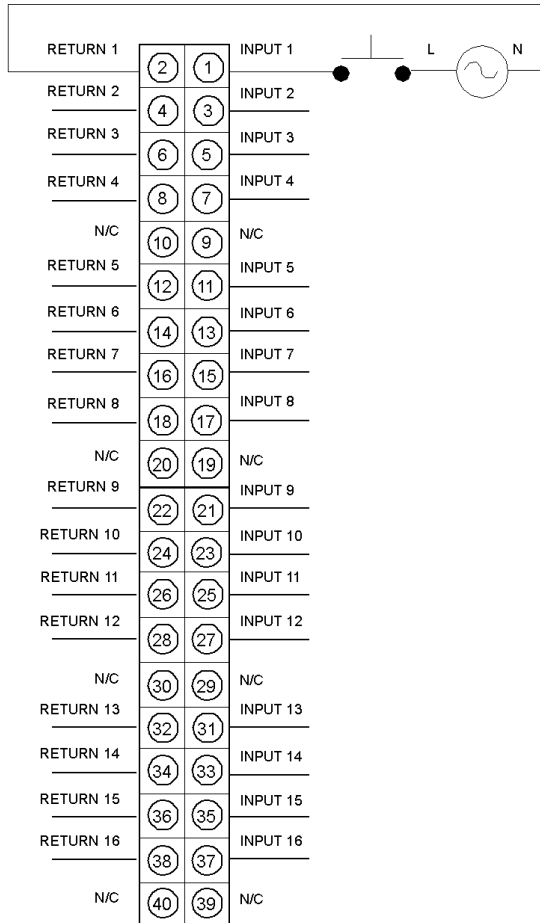 RETURN 1 2 1 INPUT 1 L N
RETURN 2 4 3 INPUT 2
RETURN 3 6 5 INPUT 3
RETURN 4 8 7 INPUT 4
N/C 10 9 N/C
RETURN 5 12 11 INPUT 5
RETURN 6 14 13 INPUT 6
RETURN 7 16 15 INPUT 7
RETURN 8 18 17 INPUT 8
N/C 20 19 N/C
RETURN 9 22 21 INPUT 9
RETURN 10 24 23 INPUT 10
RETURN 11 26 25 INPUT 11
RETURN 12 28 27 INPUT 12
N/C 30 29 N/C
RETURN 13 32 31 INPUT 13
RETURN 14 34 33 INPUT 14
RETURN 15 36 35 INPUT 15
RETURN 16 38 37 INPUT 16
N/C 40 39 N/C